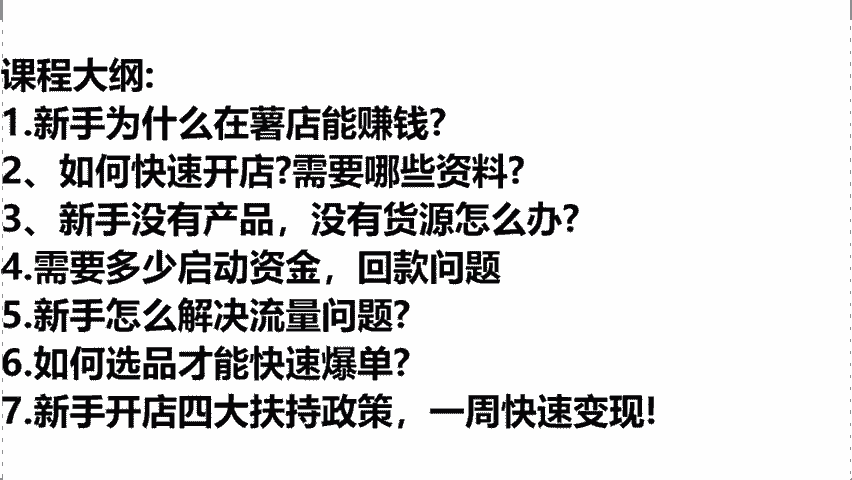 课程大纲:
1.新手为什么在薯店能赚钱?
2、如何快速开店?需要哪些资料?
3、新手没有产品，没有货源怎么办?
4.需要多少启动资金，回款问题
5.新手怎么解决流量问题?
6.如何选品才能快速爆单?
7.新手开店四大扶持政策，一周快速变现!